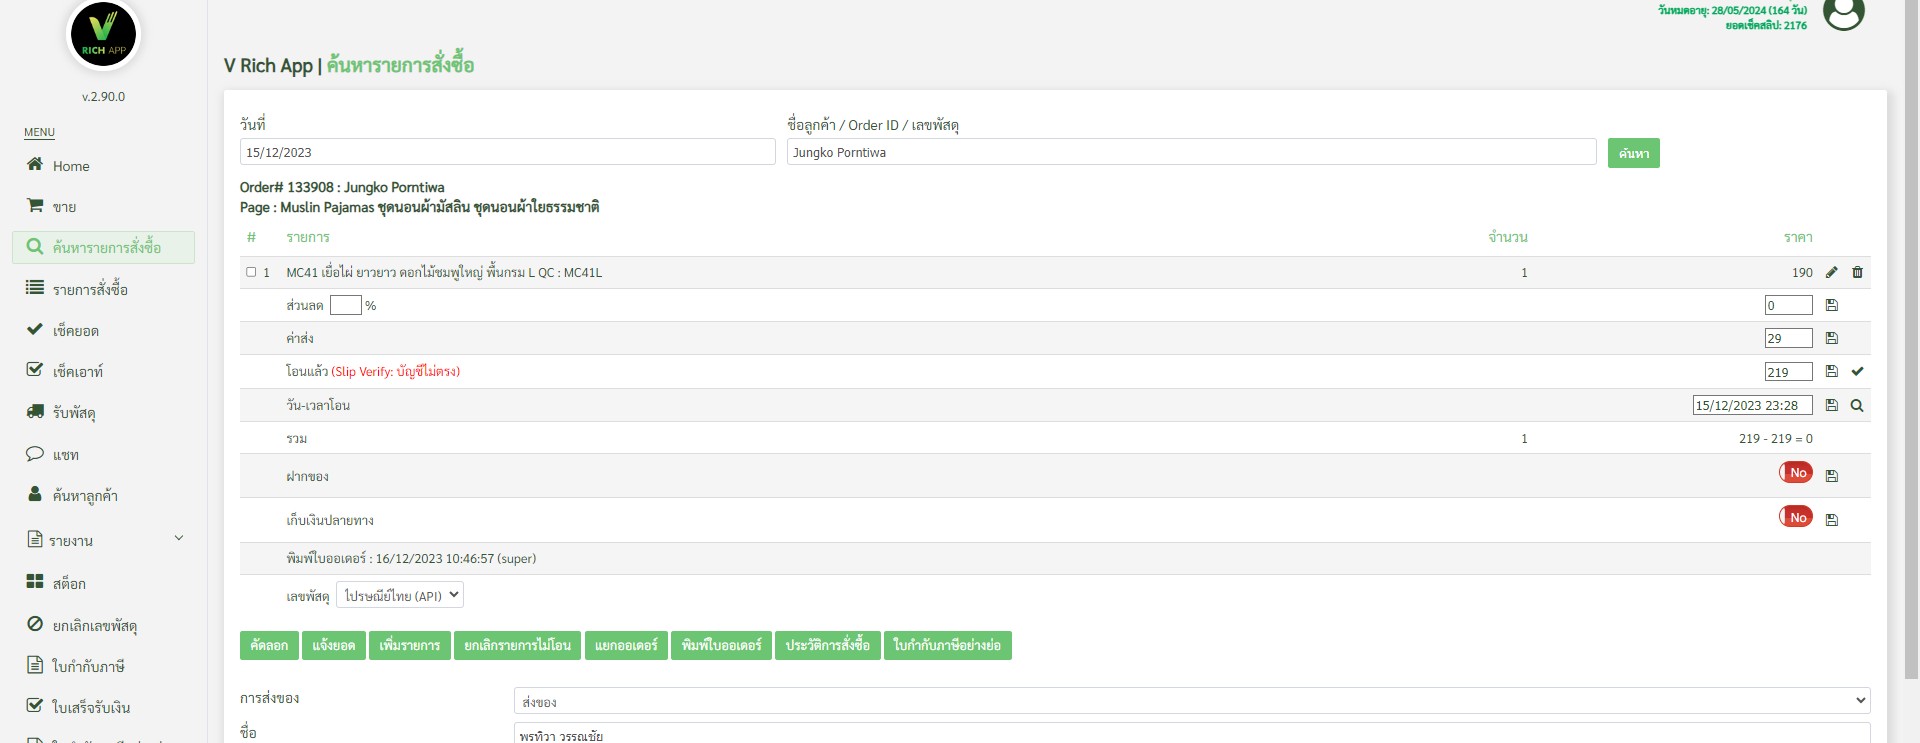 วันหมดอายุ: 28/05/2024 (164 วัน)
ยอดเช็คสลิป: 2176
V
RICH APP
v.2.90.0
MENU
Home
ขาย
ค้นหารายการสั่งซื้อ
รายการสั่งซื้อ
เช็คยอด
เช็คเอาท์
รับพัสดุ
แชท
ค้นหาลูกค้า
รายงาน
สต็อก
ยกเลิกเลขพัสดุ
ใบกำกับภาษี
ใบเสร็จรับเงิน
V Rich App | ค้นหารายการสั่งซื้อ
วันที่ ชื่อลูกค้า / Order ID / เลขพัสดุ
15/12/2023 Jungko Porntiwa ค้นหา
Order# 133908 : Jungko Porntiwa
Page : Muslin Pajamas ชุดนอนผ้ามัสลิน ชุดนอนผ้าใยธรรมชาติ
# รายการ จำนวน ราคา
1 MC41 เยื่อไผ่ ยาวยาว ดอกไม้ชมพูใหญ่ พื้นกรม L QC : MC41L 1 190
ส่วนลด % 0
ค่าส่ง 29
โอนแล้ว (Slip Verify: บัญชีไม่ตรง) 219
วัน-เวลาโอน 15/12/2023 23:28
รวม 1 219 - 219 = 0
ฝากของ No
เก็บเงินปลายทาง No
พิมพ์ใบออเดอร์ : 16/12/2023 10:46:57 (super)
เลขพัสดุ ไปรษณีย์ไทย (API)
คัดลอก แจ้งยอด เพิ่มรายการ ยกเลิกรายการไม่โอน แยกออเดอร์ พิมพ์ใบออเดอร์ ประวัติการสั่งซื้อ ใบกำกับภาษีอย่างย่อ
การส่งของ ส่งของ
ชื่อ พรทิวา วรรณชัย